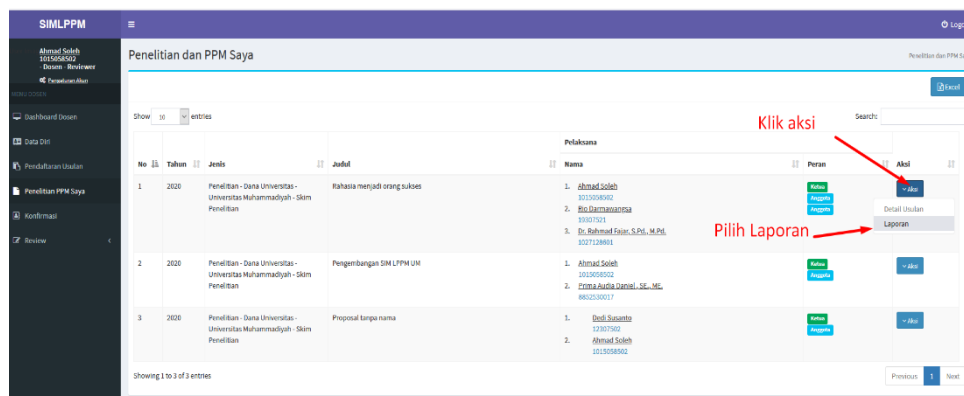 SIMLPPM
Logo
Ahmad Soleh
1015058502
- Dosen - Reviewer
Pengaturan Akun
MENU DOSEN
Dashboard Dosen
Data Diri
Pendaftaran Usulan
Penelitian PPM Saya
Konfirmasi
Review
Penelitian dan PPM Saya
Penelitian dan PPM Sa
Excel
Show 10 entries
Search:
Klik aksi
Pelaksana
No Tahun Jenis Judul Nama Peran Aksi
1 2020 Penelitian - Dana Universitas - Rahasia menjadi orang sukses 1. Ahmad Soleh Ketua Aksi
Universitas Muhammadiyah - Skim 1015058502 Anggota
Penelitian 2. Rio Darmawangsa Anggota Detail Usulan
10307521
3. Dr. Rahmad Fajar, S.Pd., M.Pd. Laporan
1027128601
Pilih Laporan
2 2020 Penelitian - Dana Universitas - Pengembangan SIM LPPM UM 1. Ahmad Soleh Ketua Aksi
Universitas Muhammadiyah - Skim 1015058502 Anggota
Penelitian 2. Prima Audia Daniel , SE., ME.
8852530017
3 2020 Penelitian - Dana Universitas - Proposal tanpa nama 1. Dedi Susanto Ketua Aksi
Universitas Muhammadiyah - Skim 12307502 Anggota
Penelitian 2. Ahmad Soleh
1015058502
Showing 1 to 3 of 3 entries
Previous 1 Next